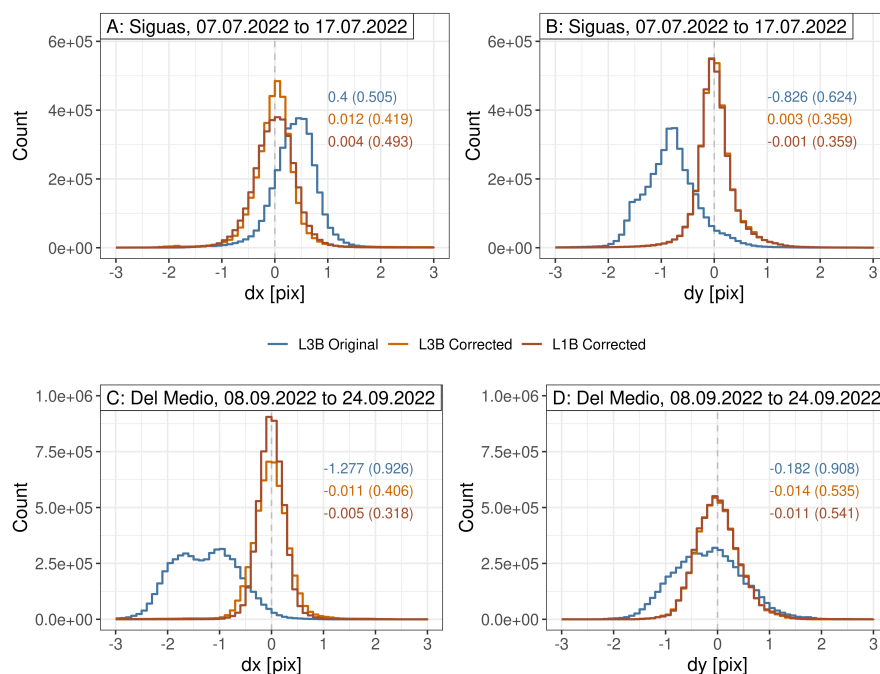 A: Siguas, 07.07.2022 to 17.07.2022
6e+05
4e+05
2e+05
0e+00
Count
0.4 (0.505)
0.012 (0.419)
0.004 (0.493)
-3 -2 -1 0 1 2 3
dx [pix]
B: Siguas, 07.07.2022 to 17.07.2022
6e+05
4e+05
2e+05
0e+00
Count
-0.826 (0.624)
0.003 (0.359)
-0.001 (0.359)
-3 -2 -1 0 1 2 3
dy [pix]
L3B Original L3B Corrected L1B Corrected
C: Del Medio, 08.09.2022 to 24.09.2022
1.0e+06
7.5e+05
5.0e+05
2.5e+05
0.0e+00
Count
-1.277 (0.926)
-0.011 (0.406)
-0.005 (0.318)
-3 -2 -1 0 1 2 3
dx [pix]
D: Del Medio, 08.09.2022 to 24.09.2022
1.0e+06
7.5e+05
5.0e+05
2.5e+05
0.0e+00
Count
-0.182 (0.908)
-0.014 (0.535)
-0.011 (0.541)
-3 -2 -1 0 1 2 3
dy [pix]